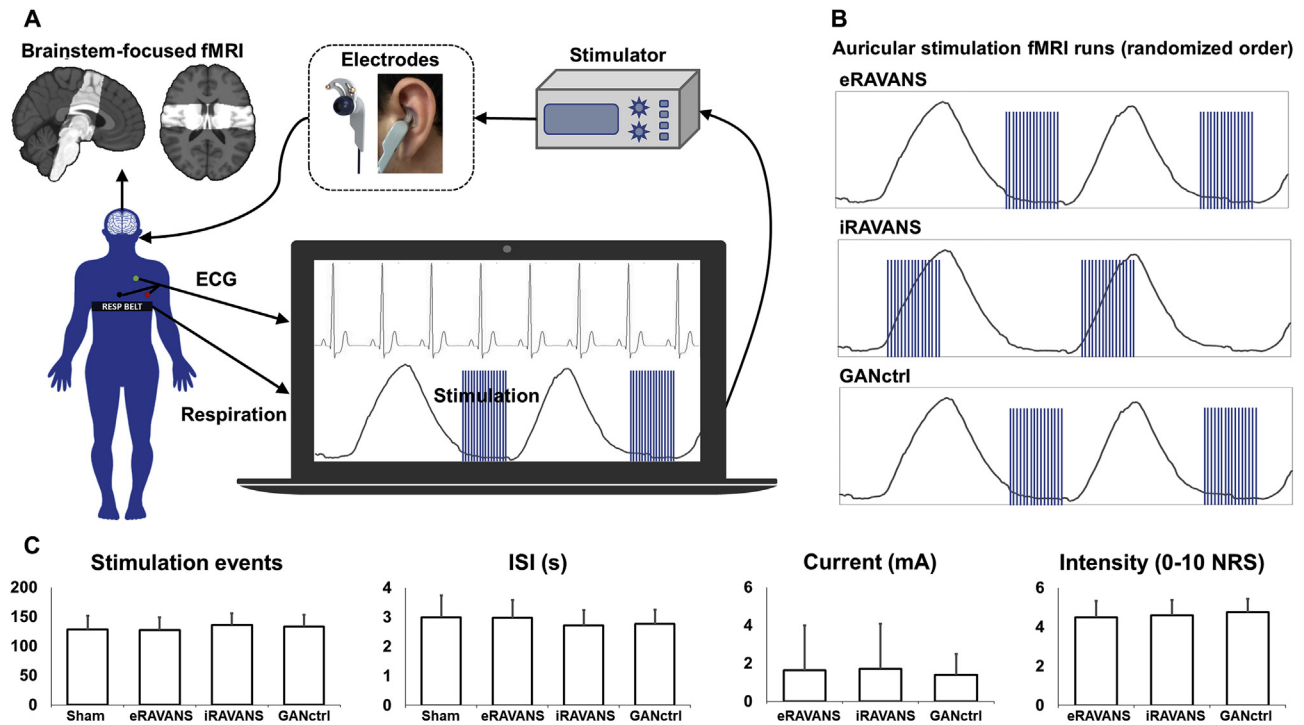 A
Brainstem-focused fMRI
Electrodes
Stimulator
ECG
RESP BELT
Respiration
Stimulation
B
Auricular stimulation fMRI runs (randomized order)
eRAVANS
iRAVANS
GANctrl
C
Stimulation events
200
150
100
50
0
Sham
eRAVANS
iRAVANS
GANctrl
ISI (s)
4
3
2
1
0
Sham
eRAVANS
iRAVANS
GANctrl
Current (mA)
6
4
2
0
eRAVANS
iRAVANS
GANctrl
Intensity (0-10 NRS)
6
4
2
0
eRAVANS
iRAVANS
GANctrl